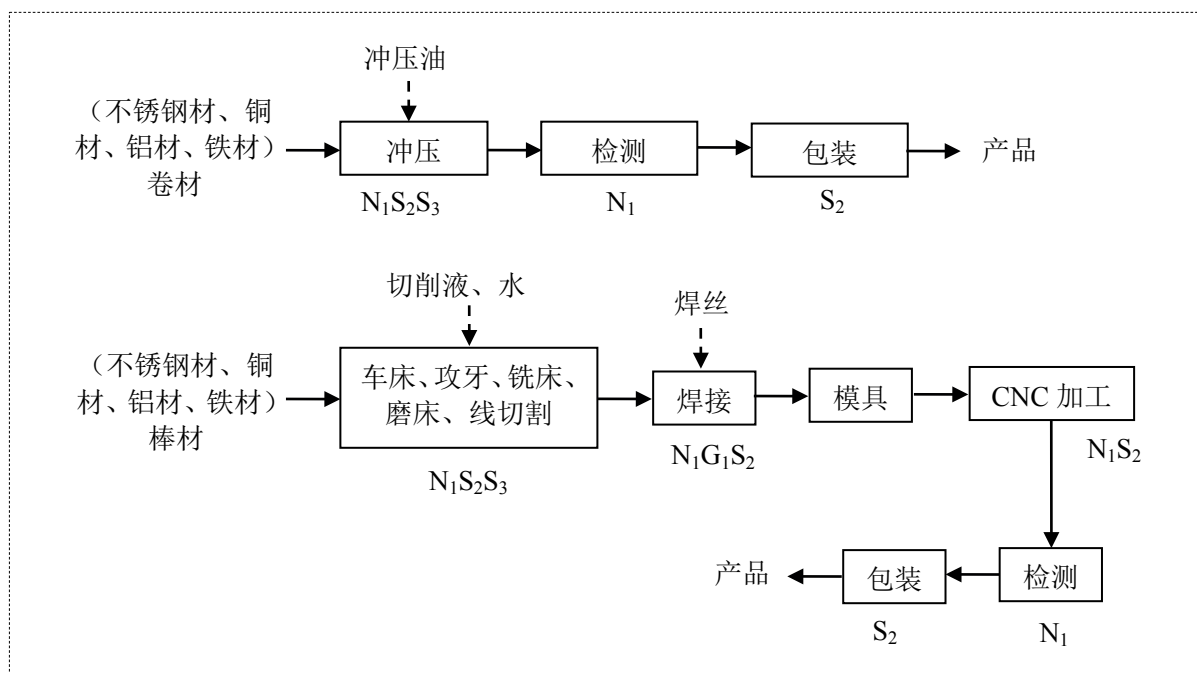 冲压油
（不锈钢材、铜
材、铝材、铁材）
卷材
冲压
检测
包装
产品
N₁S₂S₃
N₁
S₂
切削液、水
焊丝
（不锈钢材、铜
材、铝材、铁材）
棒材
车床、攻牙、铣床、
磨床、线切割
焊接
模具
CNC 加工
N₁S₂S₃
N₁G₁S₂
N₁S₂
产品
包装
检测
S₂
N₁